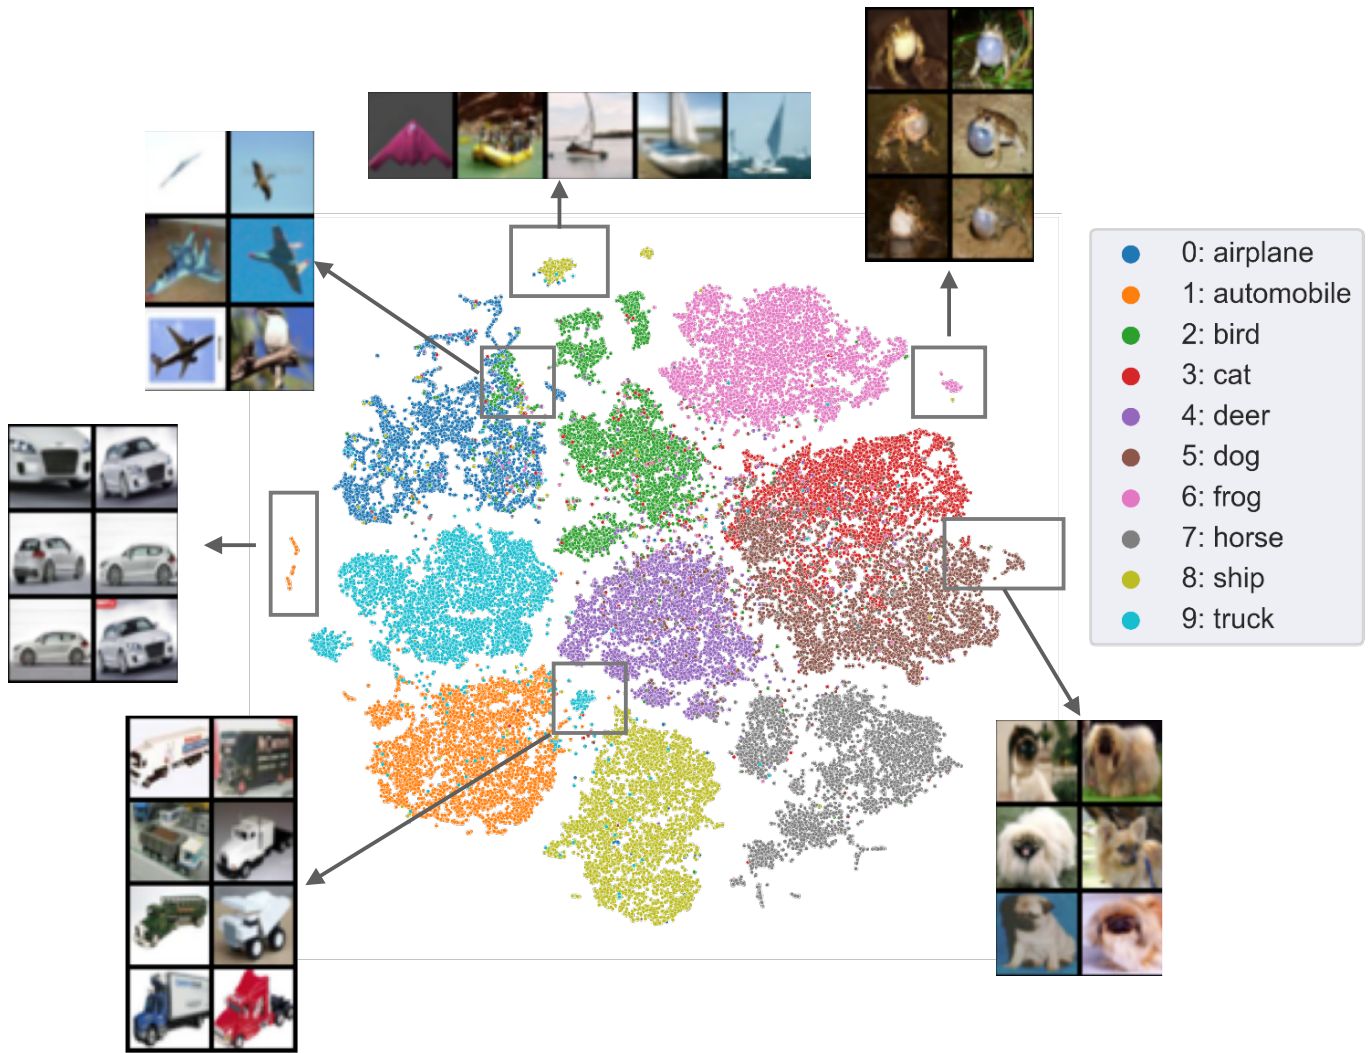 0: airplane
1: automobile
2: bird
3: cat
4: deer
5: dog
6: frog
7: horse
8: ship
9: truck